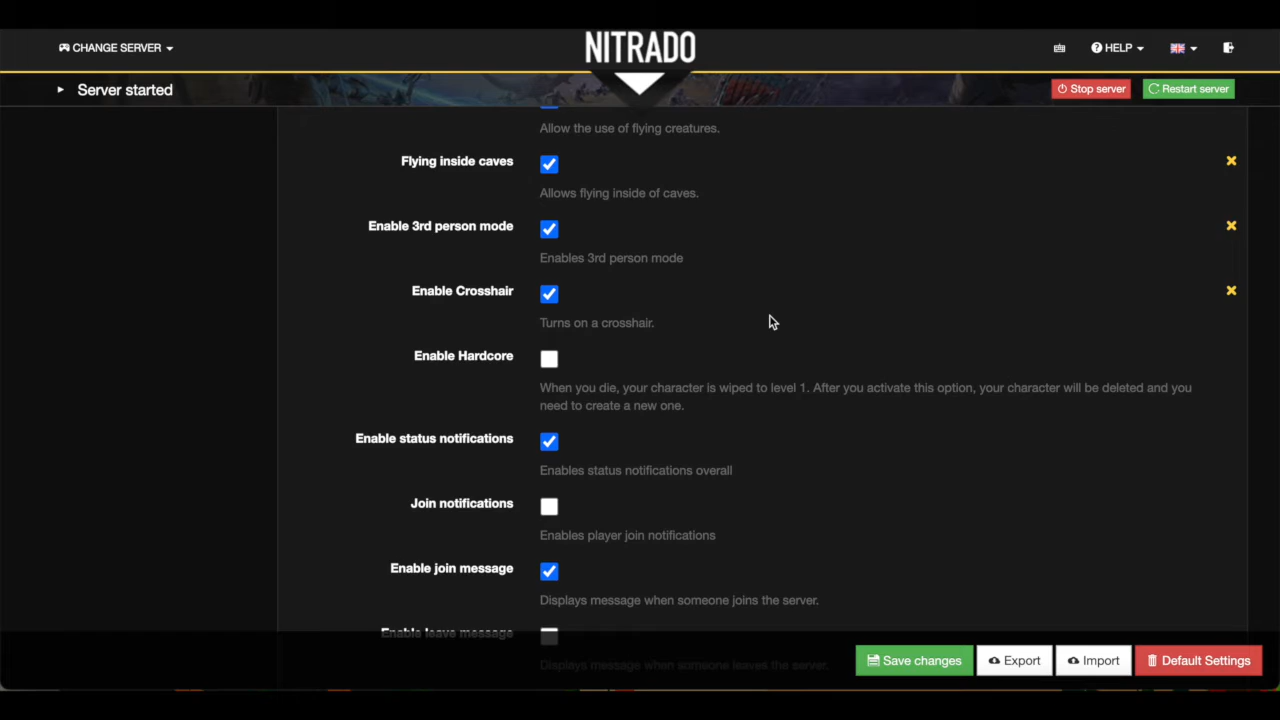 CHANGE SERVER
NITRADO
HELP
Server started
Stop server
Restart server
Allow the use of flying creatures.
Flying inside caves
Allows flying inside of caves.
Enable 3rd person mode
Enables 3rd person mode
Enable Crosshair
Turns on a crosshair.
Enable Hardcore
When you die, your character is wiped to level 1. After you activate this option, your character will be deleted and you
need to create a new one.
Enable status notifications
Enables status notifications overall
Join notifications
Enables player join notifications
Enable join message
Displays message when someone joins the server.
Enable leave message
Displays message when someone leaves the server.
Save changes
Export
Import
Default Settings